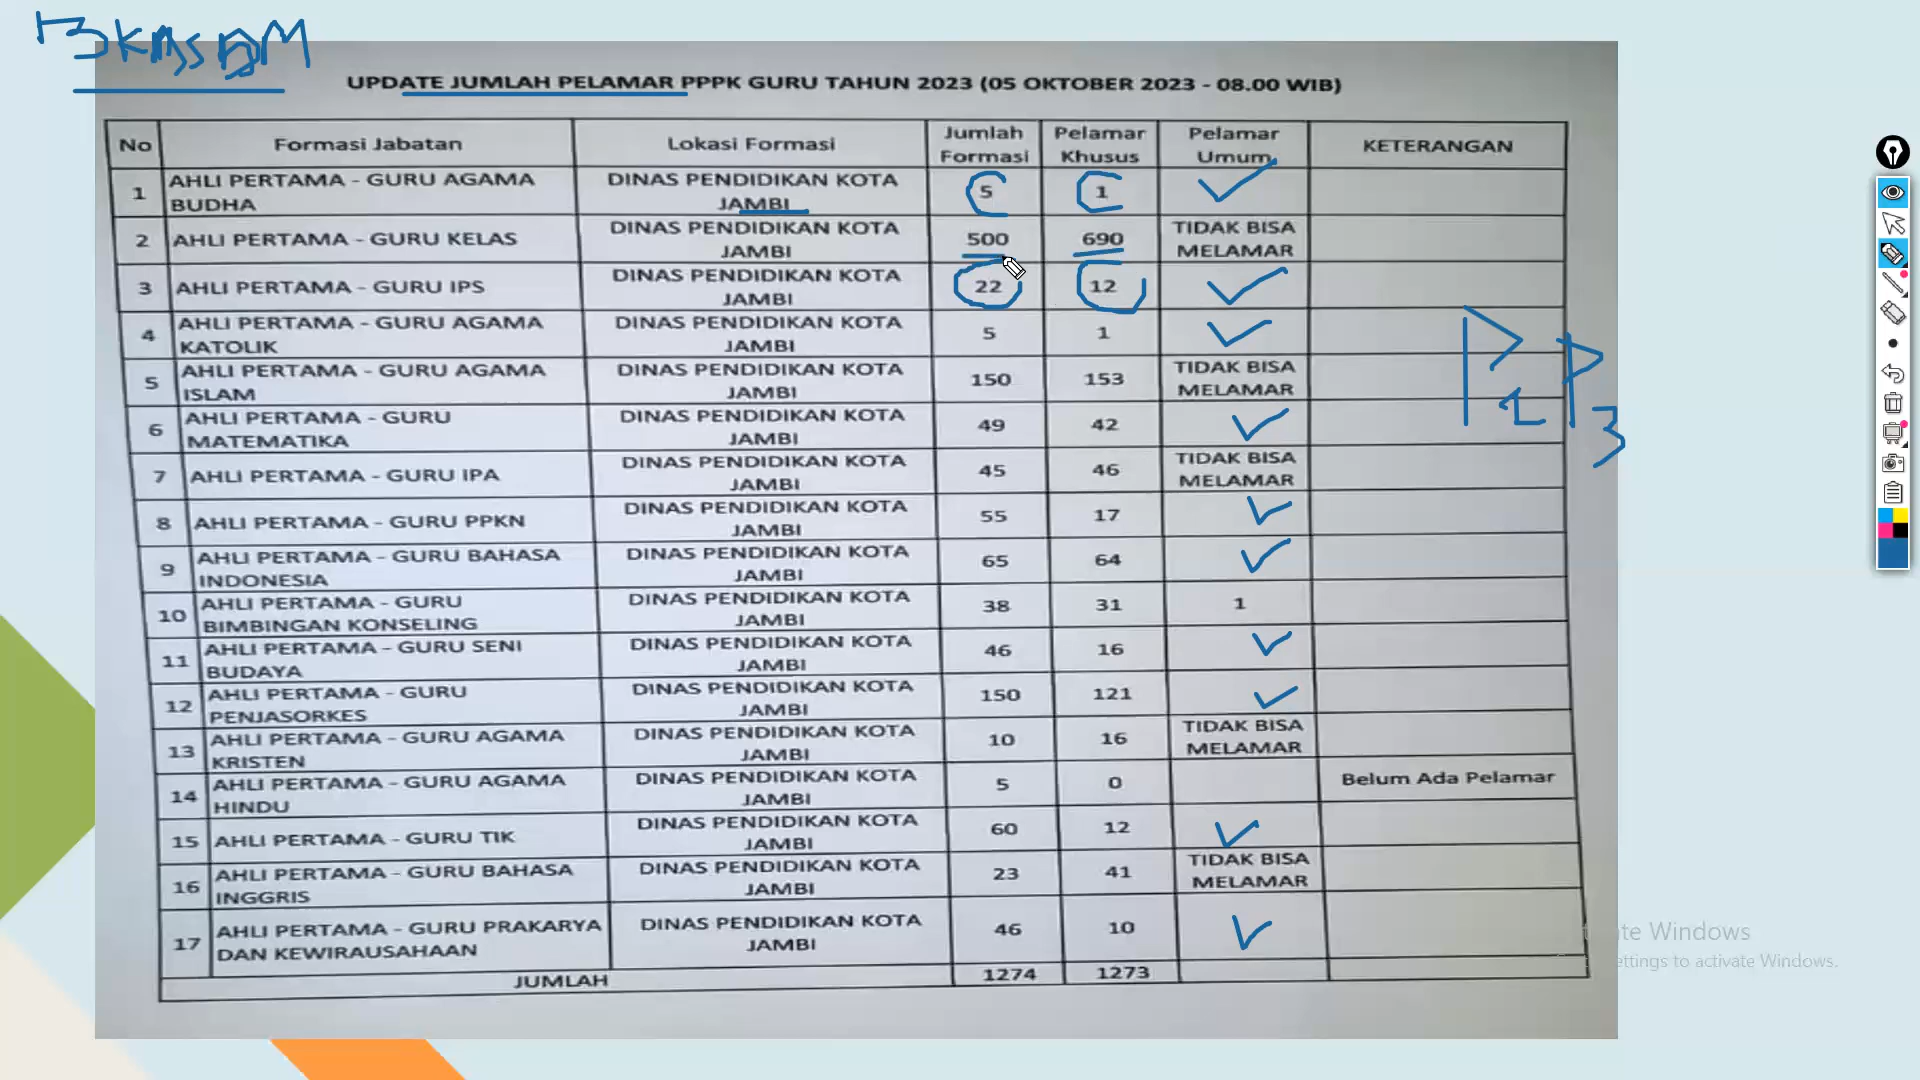 BKPSDM
UPDATE JUMLAH PELAMAR PPPK GURU TAHUN 2023 (05 OKTOBER 2023 - 08.00 WIB)
No Formasi Jabatan Lokasi Formasi Jumlah Formasi Pelamar Khusus Pelamar Umum KETERANGAN
1 AHLI PERTAMA - GURU AGAMA BUDHA DINAS PENDIDIKAN KOTA JAMBI 5 1
2 AHLI PERTAMA - GURU KELAS DINAS PENDIDIKAN KOTA JAMBI 500 690 TIDAK BISA MELAMAR
3 AHLI PERTAMA - GURU IPS DINAS PENDIDIKAN KOTA JAMBI 22 12
4 AHLI PERTAMA - GURU AGAMA KATOLIK DINAS PENDIDIKAN KOTA JAMBI 5 1
5 AHLI PERTAMA - GURU AGAMA ISLAM DINAS PENDIDIKAN KOTA JAMBI 150 153 TIDAK BISA MELAMAR
6 AHLI PERTAMA - GURU MATEMATIKA DINAS PENDIDIKAN KOTA JAMBI 49 42
7 AHLI PERTAMA - GURU IPA DINAS PENDIDIKAN KOTA JAMBI 45 46 TIDAK BISA MELAMAR
8 AHLI PERTAMA - GURU PPKN DINAS PENDIDIKAN KOTA JAMBI 55 17
9 AHLI PERTAMA - GURU BAHASA INDONESIA DINAS PENDIDIKAN KOTA JAMBI 65 64
10 AHLI PERTAMA - GURU BIMBINGAN KONSELING DINAS PENDIDIKAN KOTA JAMBI 38 31 1
11 AHLI PERTAMA - GURU SENI BUDAYA DINAS PENDIDIKAN KOTA JAMBI 46 16
12 AHLI PERTAMA - GURU PENJASORKES DINAS PENDIDIKAN KOTA JAMBI 150 121
13 AHLI PERTAMA - GURU AGAMA KRISTEN DINAS PENDIDIKAN KOTA JAMBI 10 16 TIDAK BISA MELAMAR
14 AHLI PERTAMA - GURU AGAMA HINDU DINAS PENDIDIKAN KOTA JAMBI 5 0 Belum Ada Pelamar
15 AHLI PERTAMA - GURU TIK DINAS PENDIDIKAN KOTA JAMBI 60 12
16 AHLI PERTAMA - GURU BAHASA INGGRIS DINAS PENDIDIKAN KOTA JAMBI 23 41 TIDAK BISA MELAMAR
17 AHLI PERTAMA - GURU PRAKARYA DAN KEWIRAUSAHAAN DINAS PENDIDIKAN KOTA JAMBI 46 10
JUMLAH 1274 1273
P2 P3
Windows
to activate Windows.